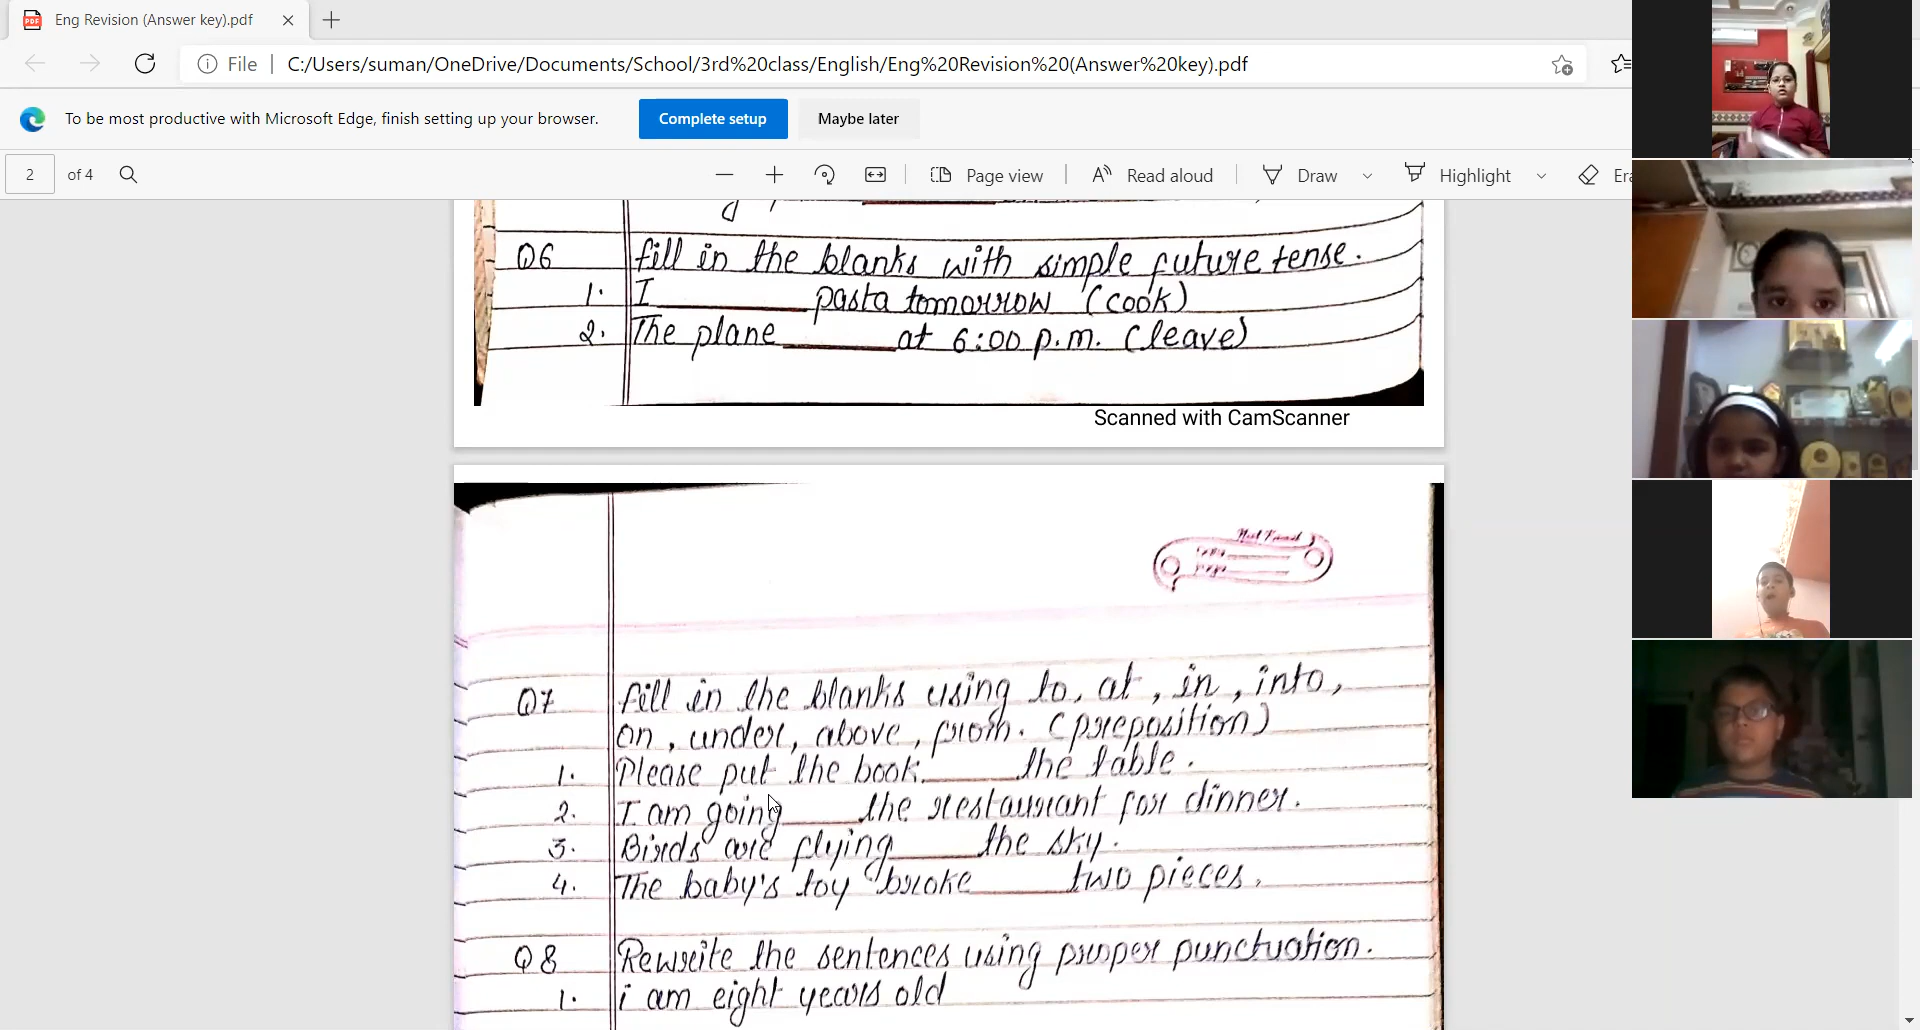 Eng Revision (Answer key).pdf
File
C:/Users/suman/OneDrive/Documents/School/3rd%20class/English/Eng%20Revision%20(Answer%20key).pdf
To be most productive with Microsoft Edge, finish setting up your browser.
Complete setup
Maybe later
2 of 4
Page view
Read aloud
Draw
Highlight
Q6 fill in the blanks with simple future tense.
1. I ________ pasta tomorrow (cook)
2. The plane ______ at 6:00 p.m. (leave)
Scanned with CamScanner
Q7 fill in the blanks using to, at, in, into,
on, under, above, from. (preposition)
1. Please put the book _____ the table.
2. I am going ____ the restaurant for dinner.
3. Birds are flying _____ the sky.
4. The baby's toy broke _____ two pieces.
Q8 Rewrite the sentences using proper punctuation.
1. i am eight years old